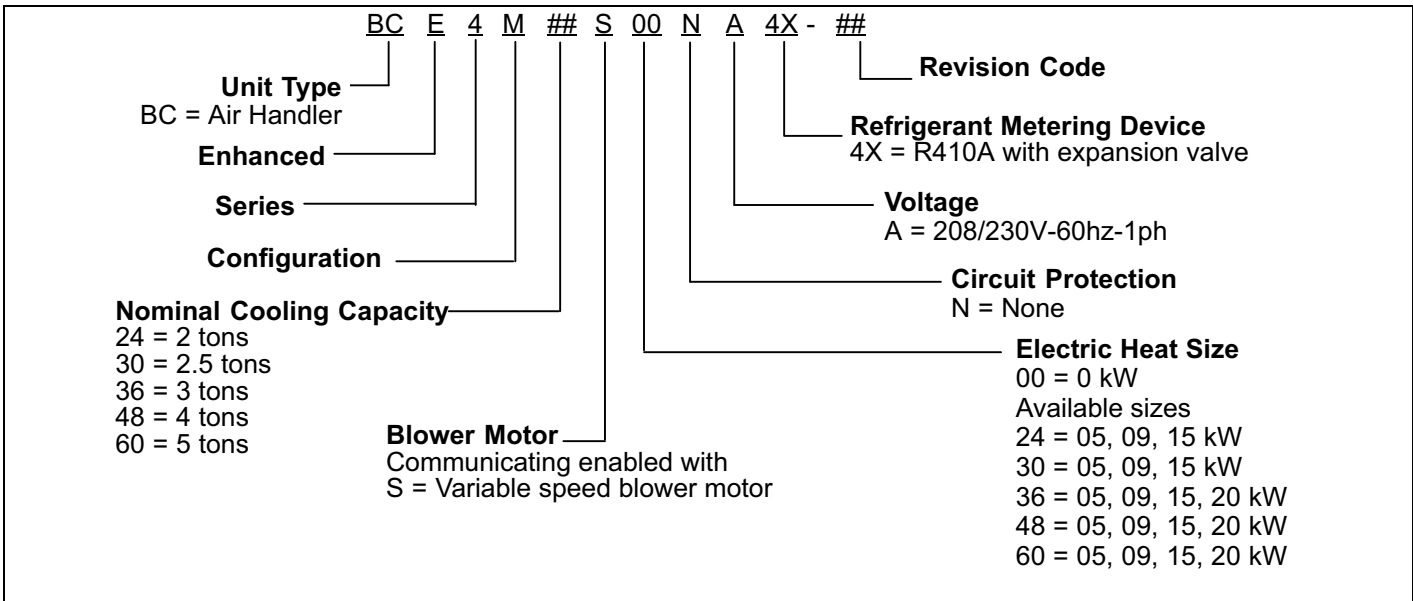 BC E 4 M ## S 00 N A 4X - ##
Revision Code
Unit Type
BC = Air Handler
Refrigerant Metering Device
4X = R410A with expansion valve
Enhanced
Voltage
A = 208/230V-60hz-1ph
Series
Configuration
Circuit Protection
N = None
Nominal Cooling Capacity
24 = 2 tons
30 = 2.5 tons
36 = 3 tons
48 = 4 tons
60 = 5 tons
Electric Heat Size
00 = 0 kW
Available sizes
24 = 05, 09, 15 kW
30 = 05, 09, 15 kW
36 = 05, 09, 15, 20 kW
48 = 05, 09, 15, 20 kW
60 = 05, 09, 15, 20 kW
Blower Motor
Communicating enabled with
S = Variable speed blower motor